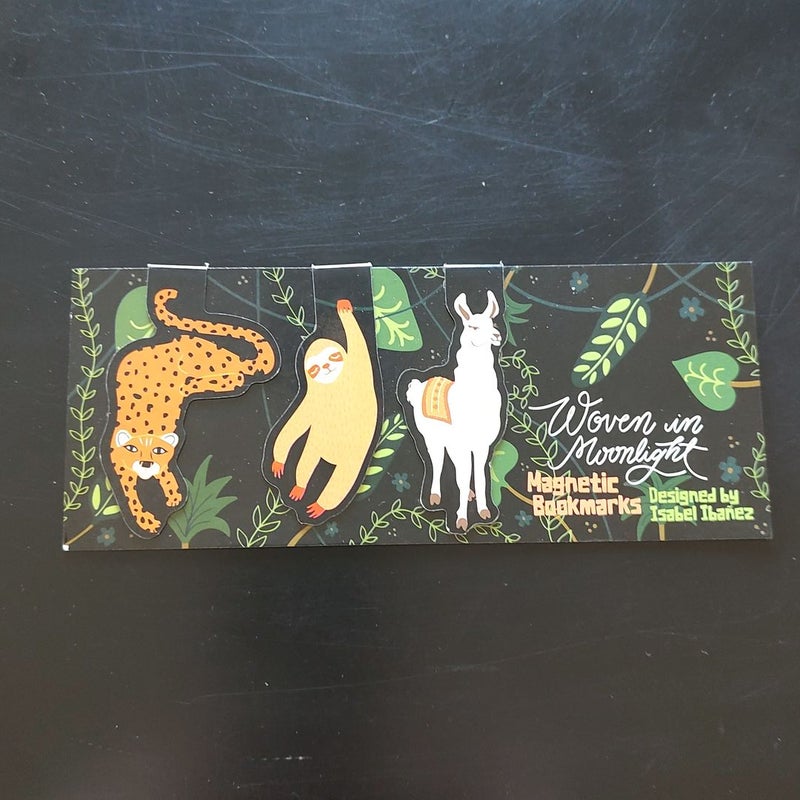 Woven in
Moonlight
Magnetic
Bookmarks
Designed by
Isabel Ibañez